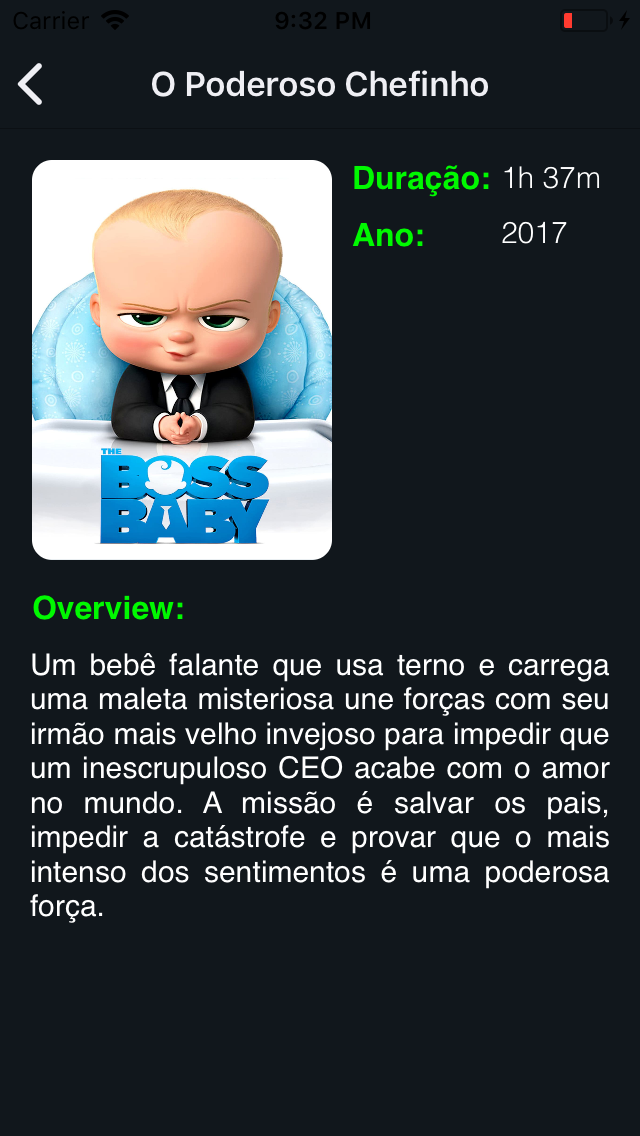 Carrier 9:32 PM
O Poderoso Chefinho
Duração: 1h 37m
Ano: 2017
THE
BOSS
BABY
Overview:
Um bebê falante que usa terno e carrega
uma maleta misteriosa une forças com seu
irmão mais velho invejoso para impedir que
um inescrupuloso CEO acabe com o amor
no mundo. A missão é salvar os pais,
impedir a catástrofe e provar que o mais
intenso dos sentimentos é uma poderosa
força.